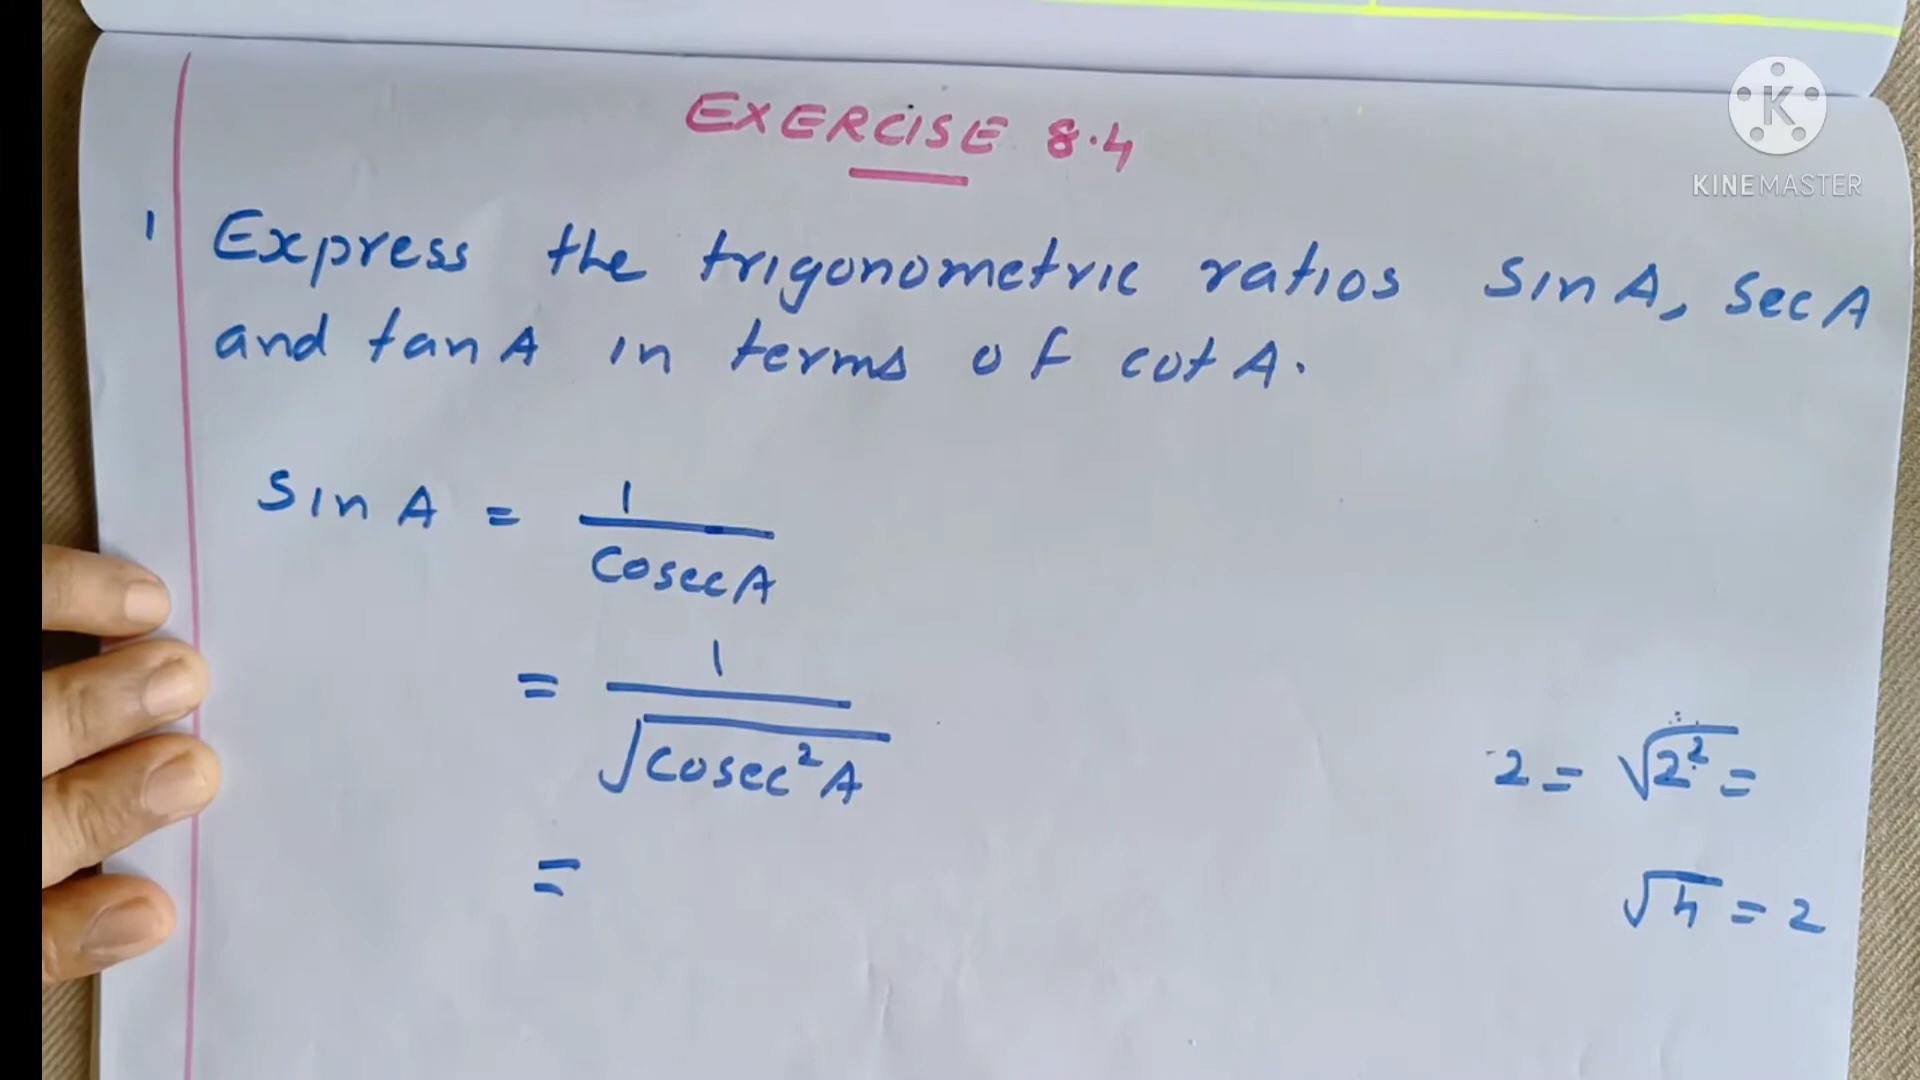 EXERCISE 8.4
KINEMASTER
1 Express the trigonometric ratios sin A, sec A
and tan A in terms of cot A.
sin A = 1/cosec A
= 1/√cosec²A
2 = √2² =
=
√4 = 2